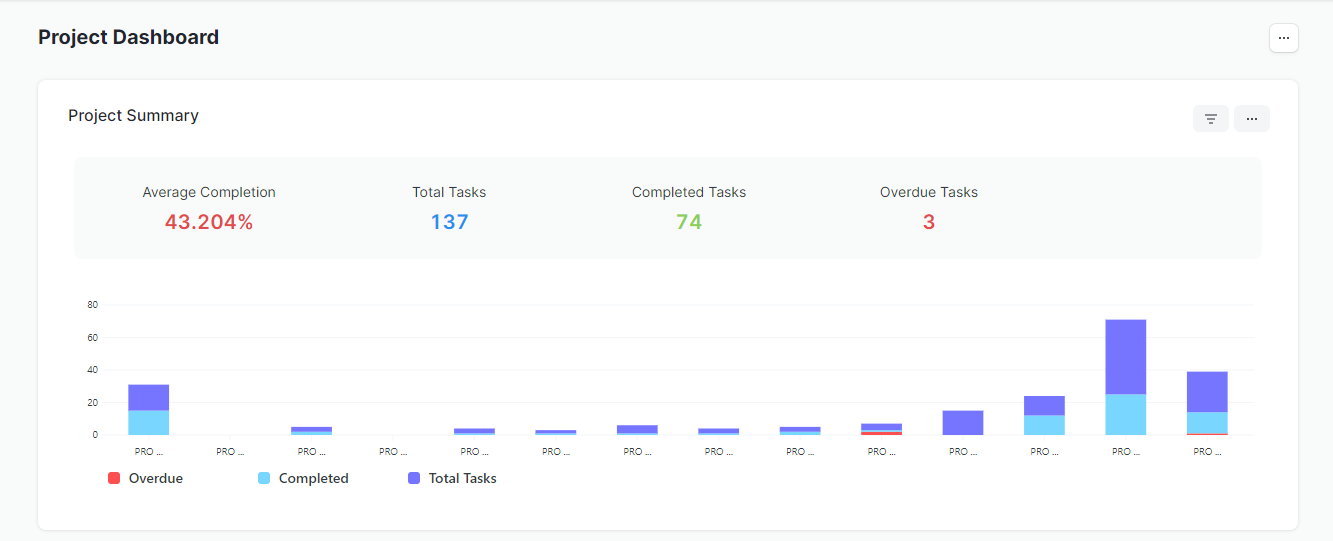 Project Dashboard
...
Project Summary
...
Average Completion Total Tasks Completed Tasks Overdue Tasks
43.204% 137 74 3
80
60
40
20
0
PRO ... PRO ... PRO ... PRO ... PRO ... PRO ... PRO ... PRO ... PRO ... PRO ... PRO ... PRO ... PRO ... PRO ...
Overdue Completed Total Tasks